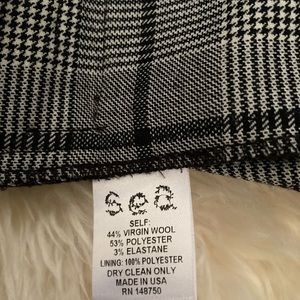 sea
SELF:
44% VIRGIN WOOL
53% POLYESTER
3% ELASTANE
LINING: 100% POLYESTER
DRY CLEAN ONLY
MADE IN USA
RN 148750